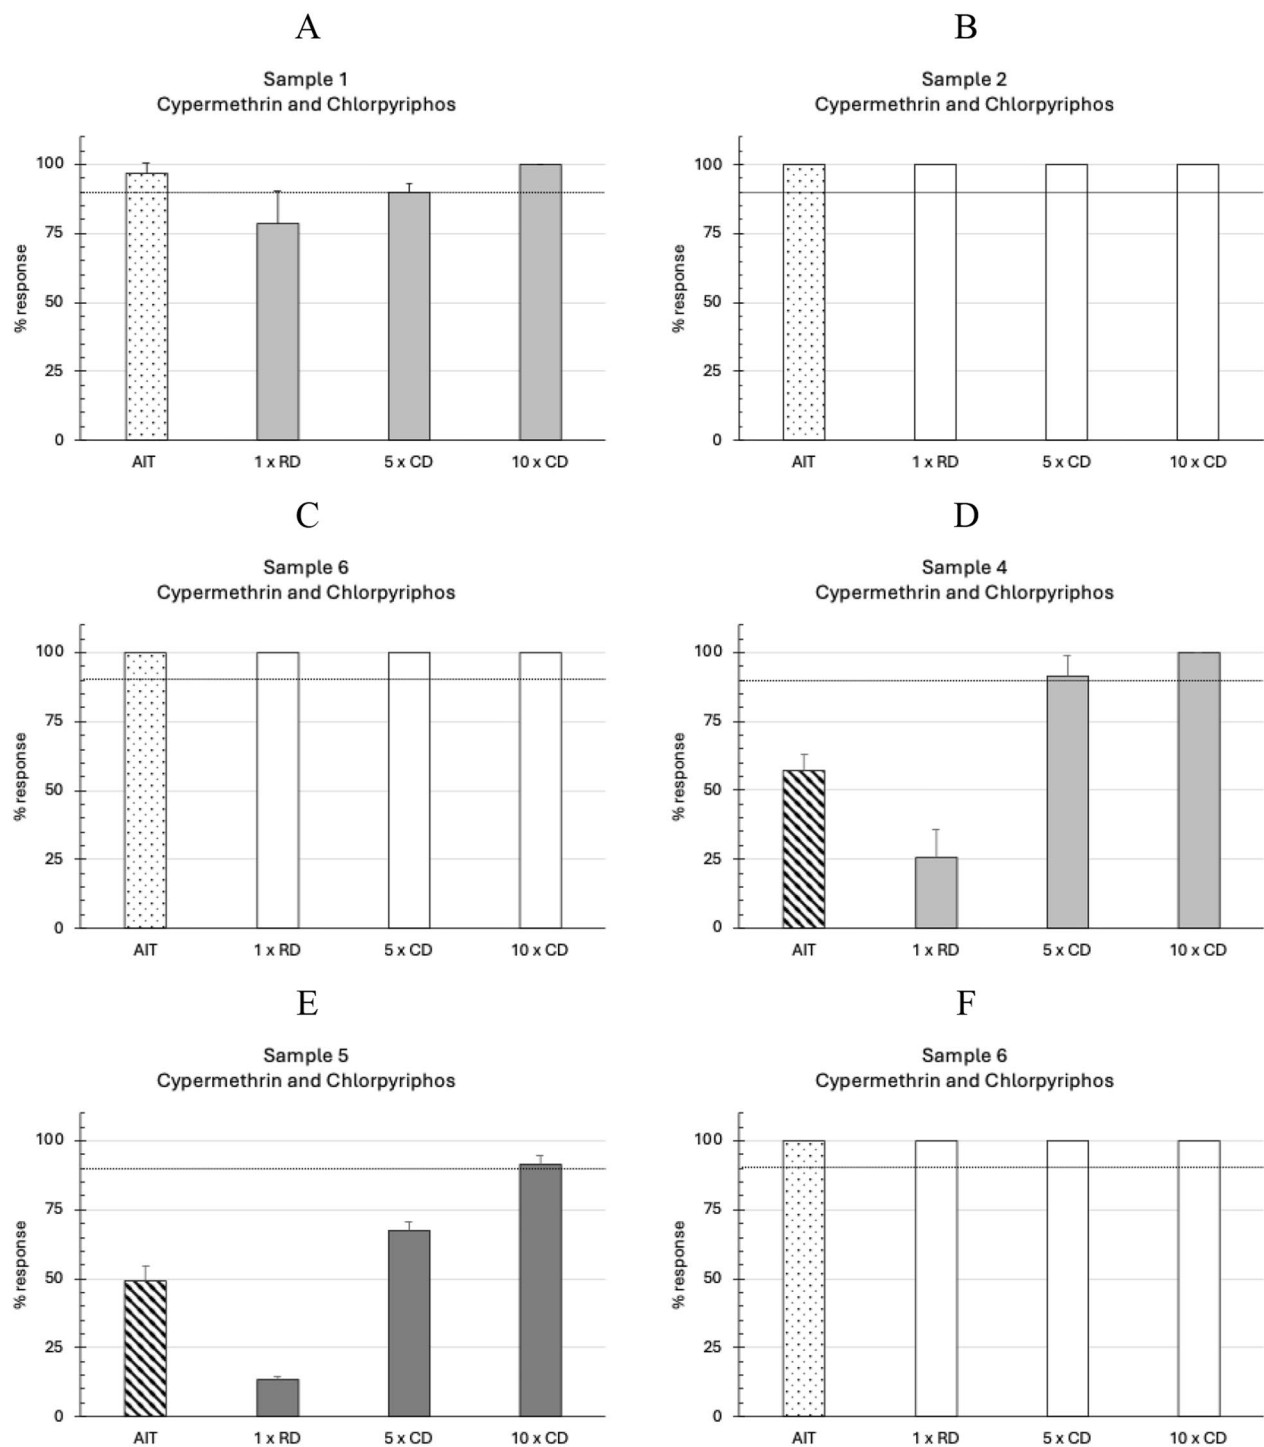 A
Sample 1
Cypermethrin and Chlorpyriphos
% response
100
75
50
25
0
AIT 1 x RD 5 x CD 10 x CD
B
Sample 2
Cypermethrin and Chlorpyriphos
% response
100
75
50
25
0
AIT 1 x RD 5 x CD 10 x CD
C
Sample 6
Cypermethrin and Chlorpyriphos
% response
100
75
50
25
0
AIT 1 x RD 5 x CD 10 x CD
D
Sample 4
Cypermethrin and Chlorpyriphos
% response
100
75
50
25
0
AIT 1 x RD 5 x CD 10 x CD
E
Sample 5
Cypermethrin and Chlorpyriphos
% response
100
75
50
25
0
AIT 1 x RD 5 x CD 10 x CD
F
Sample 6
Cypermethrin and Chlorpyriphos
% response
100
75
50
25
0
AIT 1 x RD 5 x CD 10 x CD